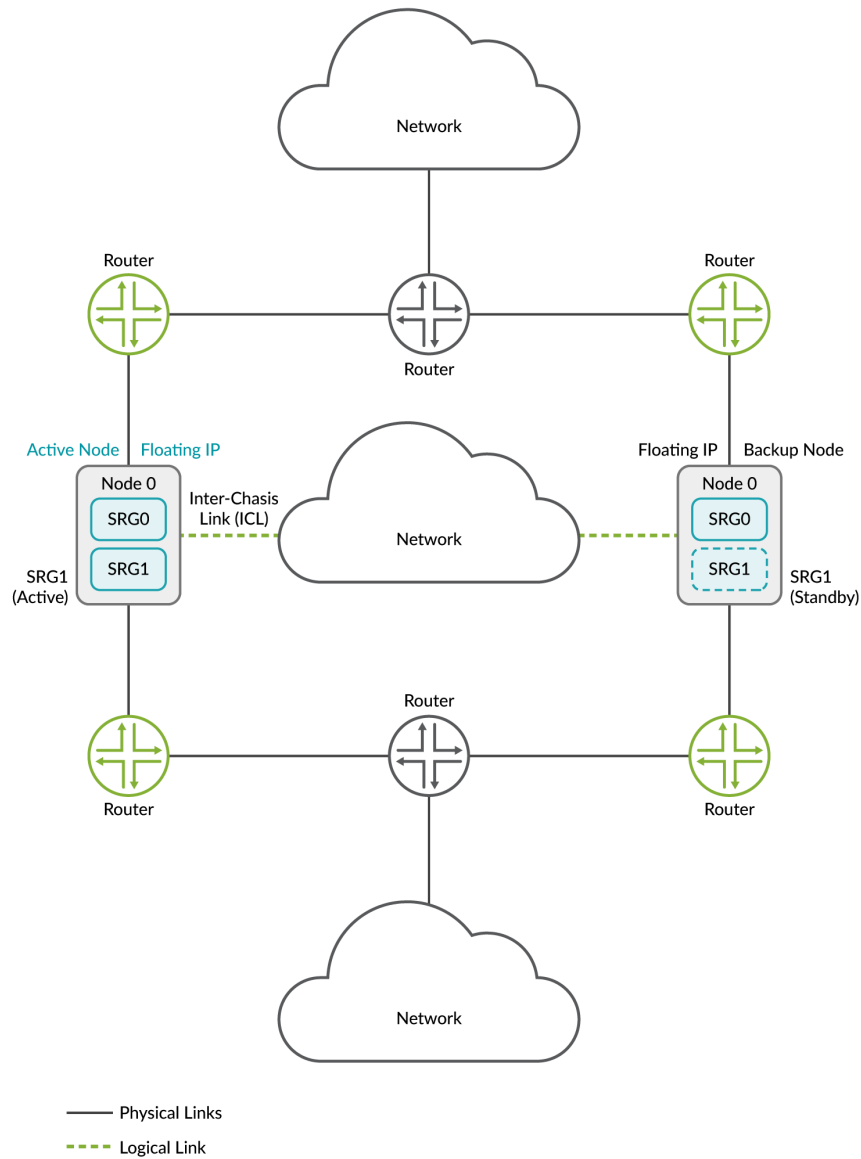 Network
Router
Router
Router
Active Node
Floating IP
Floating IP
Backup Node
Node 0
Node 0
SRG0
Inter-Chasis
Link (ICL)
Network
SRG0
SRG1
(Active)
SRG1
SRG1
SRG1
(Standby)
Router
Router
Router
Network
Physical Links
Logical Link